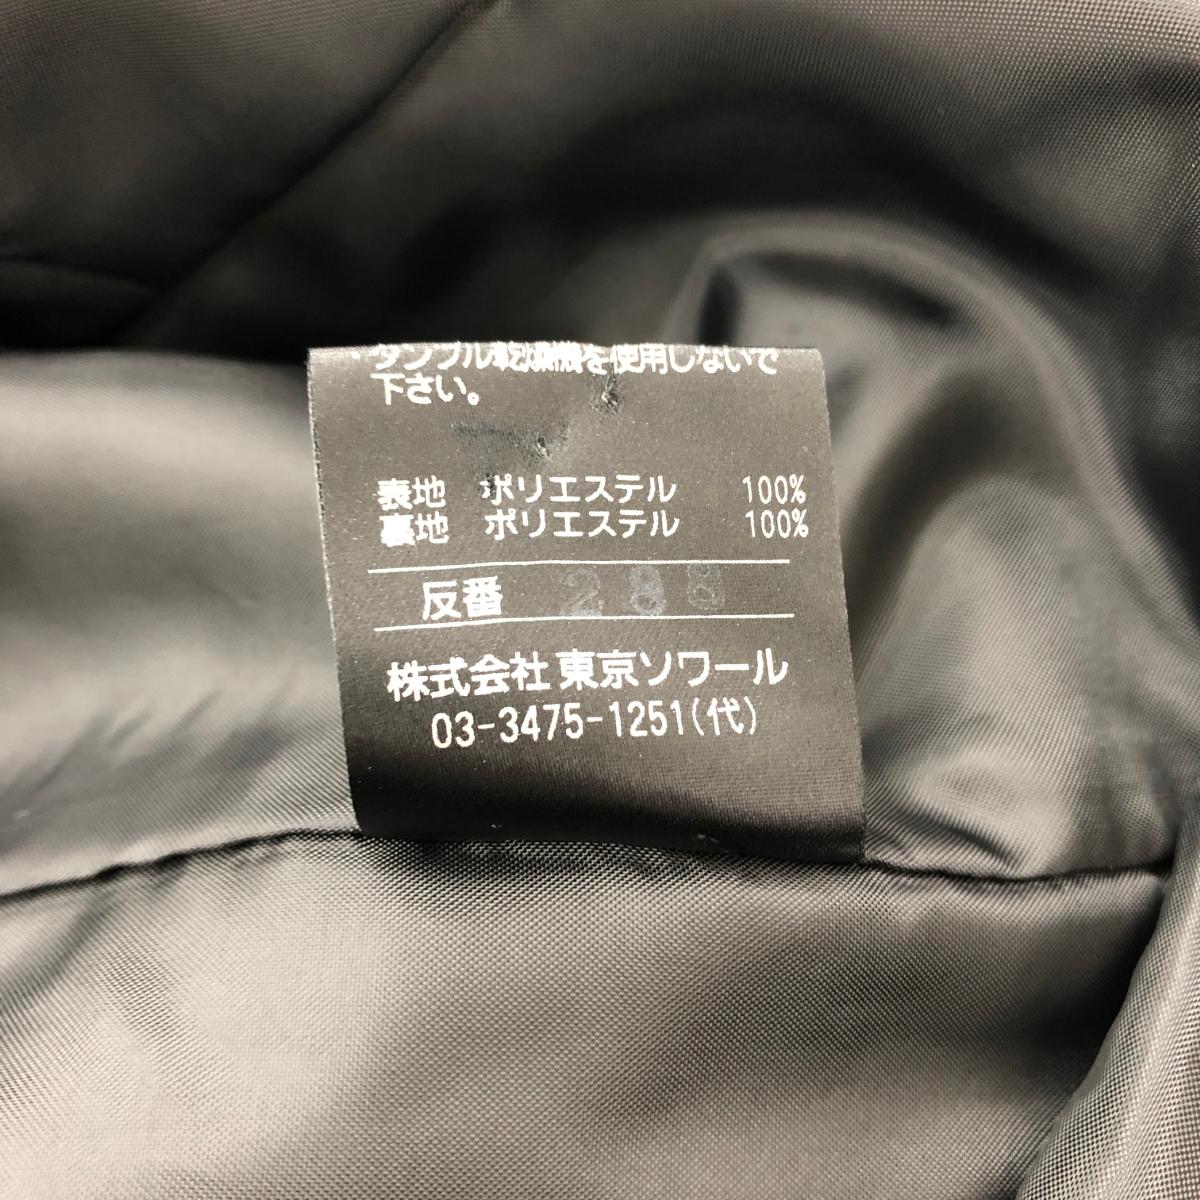 ・タンブル乾燥機を使用しないで
下さい。
表地 ポリエステル 100%
裏地 ポリエステル 100%
反番 288
株式会社 東京ソワール
03-3475-1251(代)